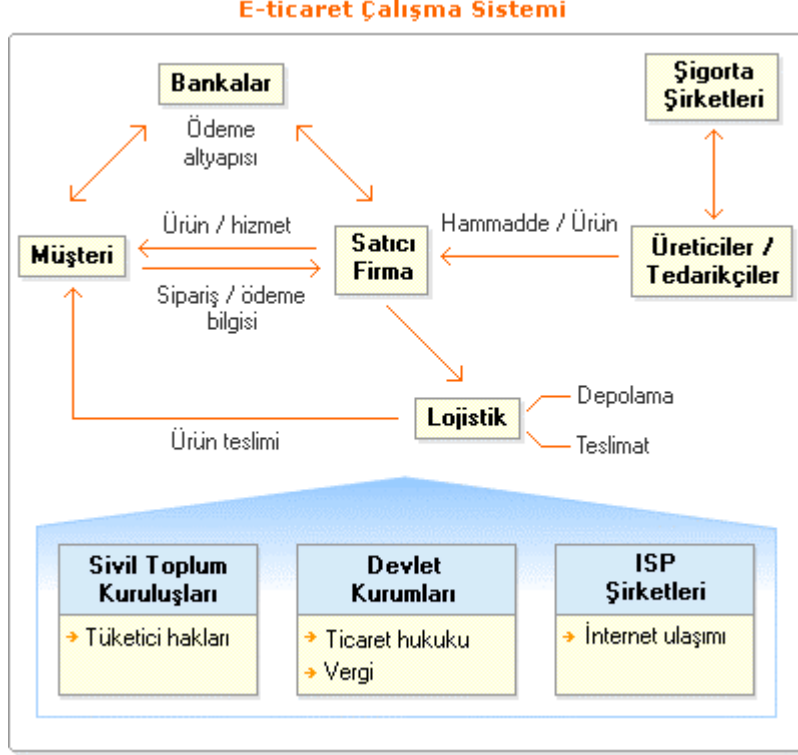 E-ticaret Çalışma Sistemi
Bankalar
Ödeme
altyapısı
Şigorta
Şirketleri
Müşteri
Ürün / hizmet
Sipariş / ödeme
bilgisi
Satıcı
Firma
Hammadde / Ürün
Üreticiler /
Tedarikçiler
Lojistik
Depolama
Teslimat
Ürün teslimi
Sivil Toplum
Kuruluşları
Tüketici hakları
Devlet
Kurumları
Ticaret hukuku
Vergi
ISP
Şirketleri
İnternet ulaşımı